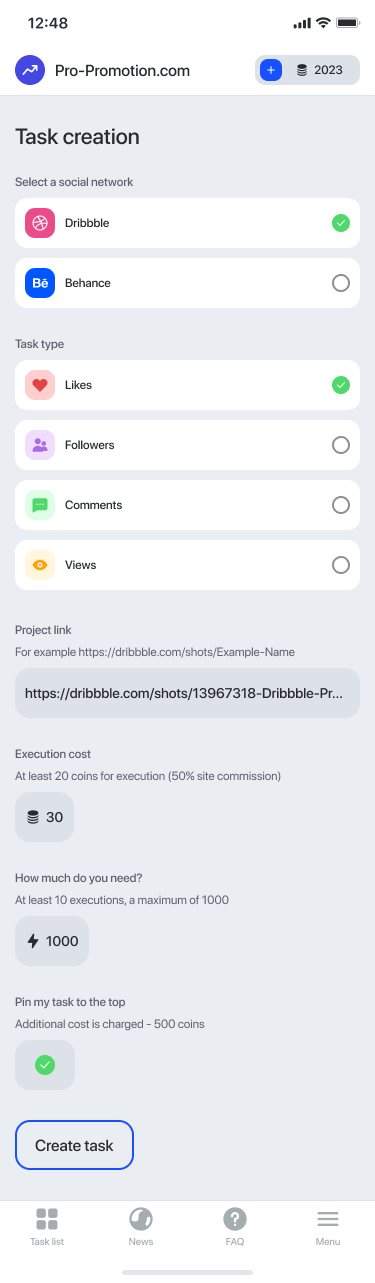 12:48
Pro-Promotion.com
2023
Task creation
Select a social network
Dribbble
Bē Behance
Task type
Likes
Followers
Comments
Views
Project link
For example https://dribbble.com/shots/Example-Name
https://dribbble.com/shots/13967318-Dribbble-Pr...
Execution cost
At least 20 coins for execution (50% site commission)
30
How much do you need?
At least 10 executions, a maximum of 1000
1000
Pin my task to the top
Additional cost is charged - 500 coins
Create task
Task list News FAQ Menu